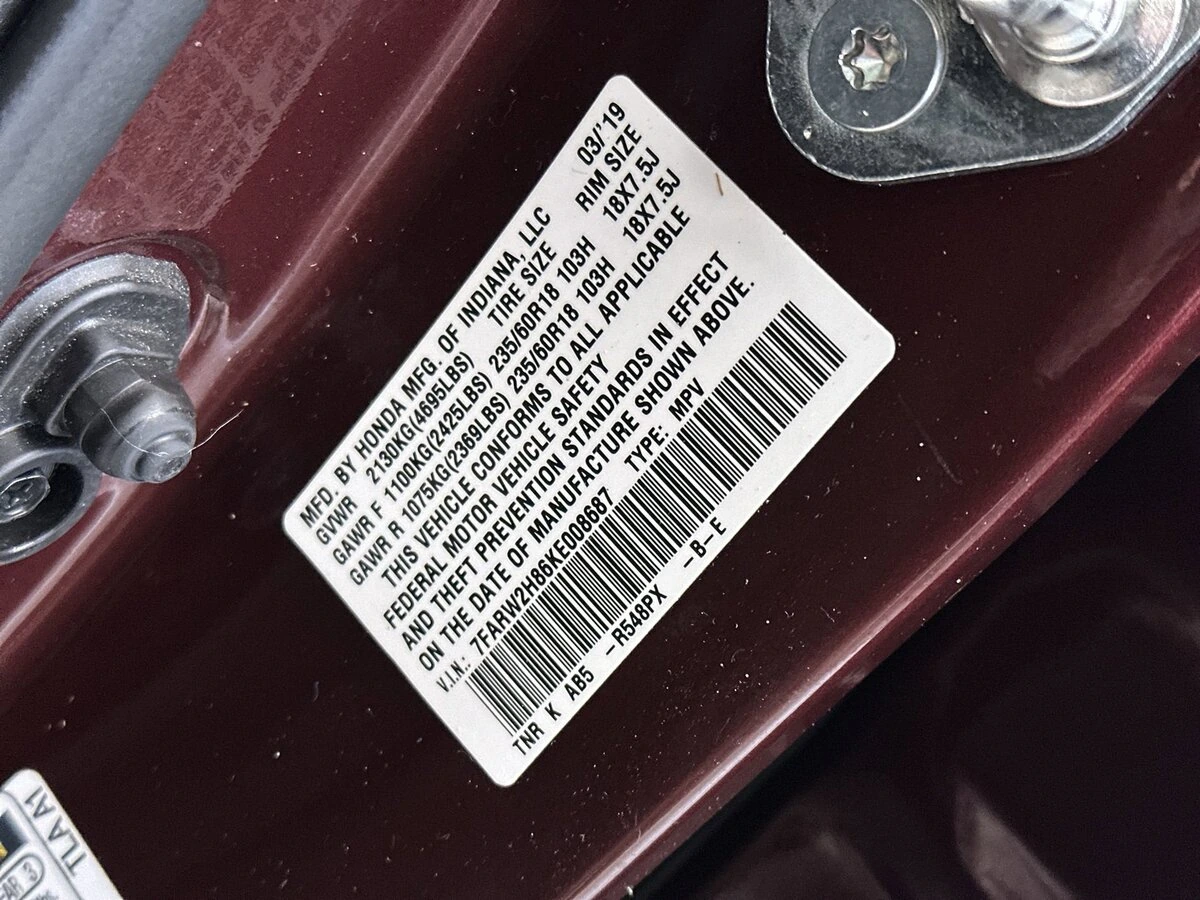 MFD. BY HONDA MFG. OF INDIANA, LLC 03/'19
GVWR 2130KG(4695LBS) TIRE SIZE RIM SIZE
GAWR F 1100KG(2425LBS) 235/60R18 103H 18X7.5J
GAWR R 1075KG(2369LBS) 235/60R18 103H 18X7.5J
THIS VEHICLE CONFORMS TO ALL APPLICABLE
FEDERAL MOTOR VEHICLE SAFETY
AND THEFT PREVENTION STANDARDS IN EFFECT
ON THE DATE OF MANUFACTURE SHOWN ABOVE.
V.I.N.: 7FARW2H86KE008687 TYPE: MPV
TNR K AB5 -R548PX -B-E
TLA A1
3